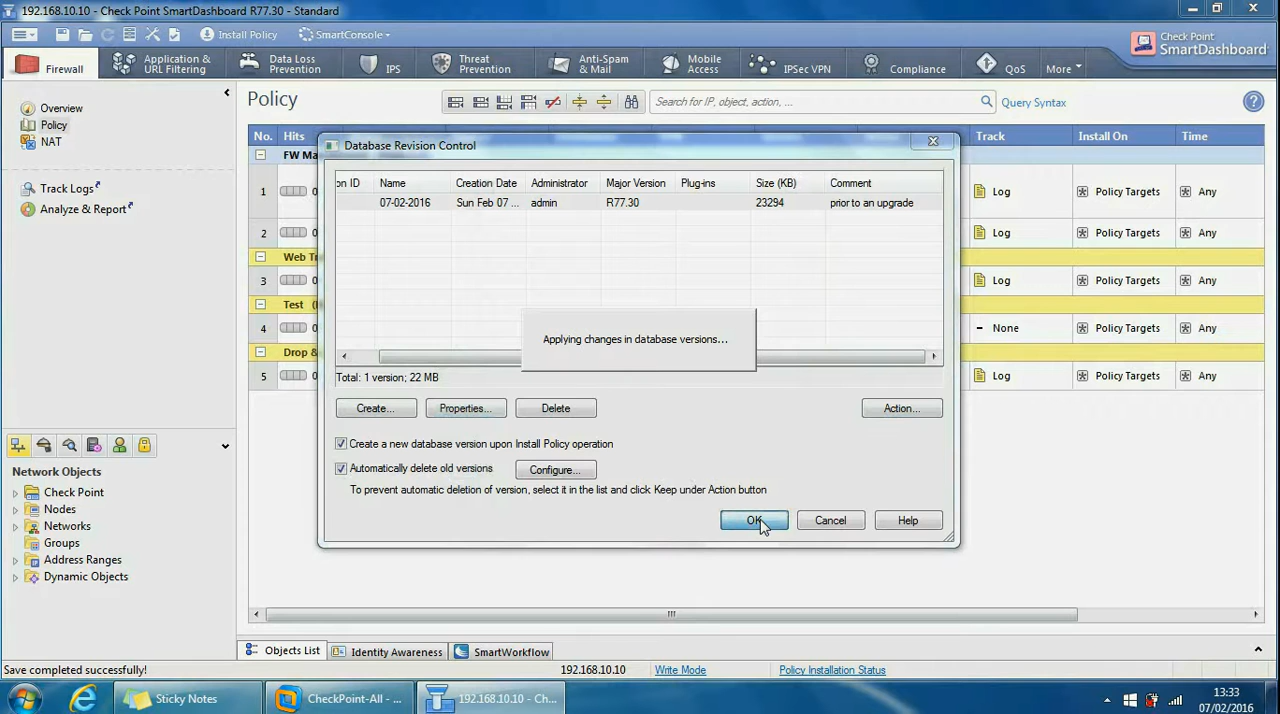 192.168.10.10 - Check Point SmartDashboard R77.30 - Standard
Install Policy
SmartConsole
Check Point
SmartDashboard
Firewall
Application &
URL Filtering
Data Loss
Prevention
IPS
Threat
Prevention
Anti-Spam
& Mail
Mobile
Access
IPSec VPN
Compliance
QoS
More
Overview
Policy
NAT
Track Logs
Analyze & Report
Policy
Search for IP, object, action, ...
Query Syntax
No. Hits Track Install On Time
FW Ma
1 0 Log Policy Targets Any
2 0 Log Policy Targets Any
Web Tr
3 0 Log Policy Targets Any
Test (
4 0 None Policy Targets Any
Drop &
5 0 Log Policy Targets Any
Database Revision Control
on ID Name Creation Date Administrator Major Version Plug-ins Size (KB) Comment
07-02-2016 Sun Feb 07 ... admin R77.30 23294 prior to an upgrade
Applying changes in database versions...
Total: 1 version; 22 MB
Create... Properties... Delete Action...
Create a new database version upon Install Policy operation
Automatically delete old versions Configure...
To prevent automatic deletion of version, select it in the list and click Keep under Action button
OK Cancel Help
Network Objects
Check Point
Nodes
Networks
Groups
Address Ranges
Dynamic Objects
Objects List Identity Awareness SmartWorkflow
Save completed successfully! 192.168.10.10 Write Mode Policy Installation Status
Sticky Notes CheckPoint-All - ... 192.168.10.10 - Ch...
13:33
07/02/2016